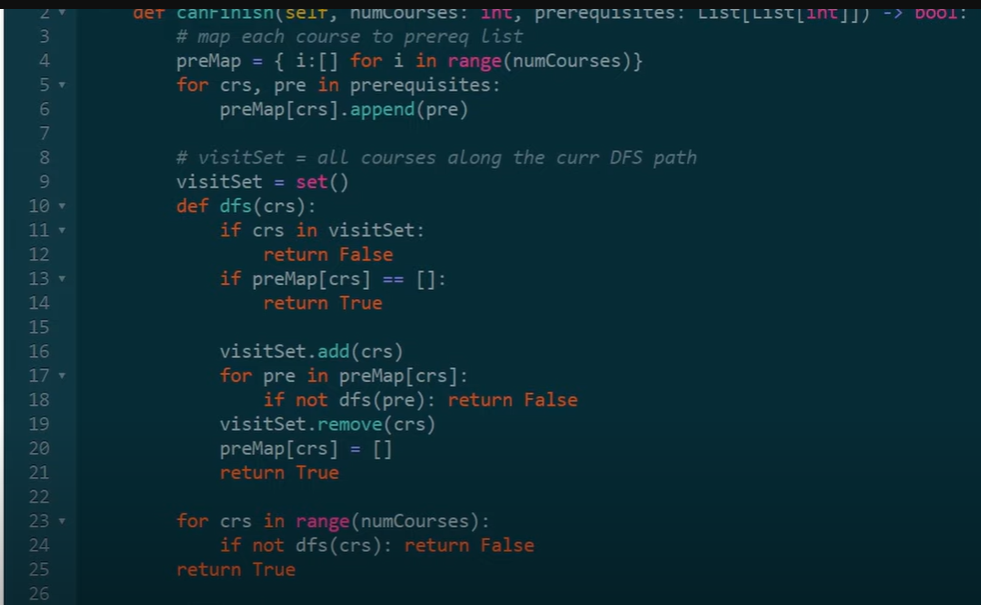 2 def canFinish(self, numCourses: int, prerequisites: List[List[int]]) -> bool:
3 # map each course to prereq list
4 preMap = { i:[] for i in range(numCourses)}
5 for crs, pre in prerequisites:
6 preMap[crs].append(pre)
7
8 # visitSet = all courses along the curr DFS path
9 visitSet = set()
10 def dfs(crs):
11 if crs in visitSet:
12 return False
13 if preMap[crs] == []:
14 return True
15
16 visitSet.add(crs)
17 for pre in preMap[crs]:
18 if not dfs(pre): return False
19 visitSet.remove(crs)
20 preMap[crs] = []
21 return True
22
23 for crs in range(numCourses):
24 if not dfs(crs): return False
25 return True
26